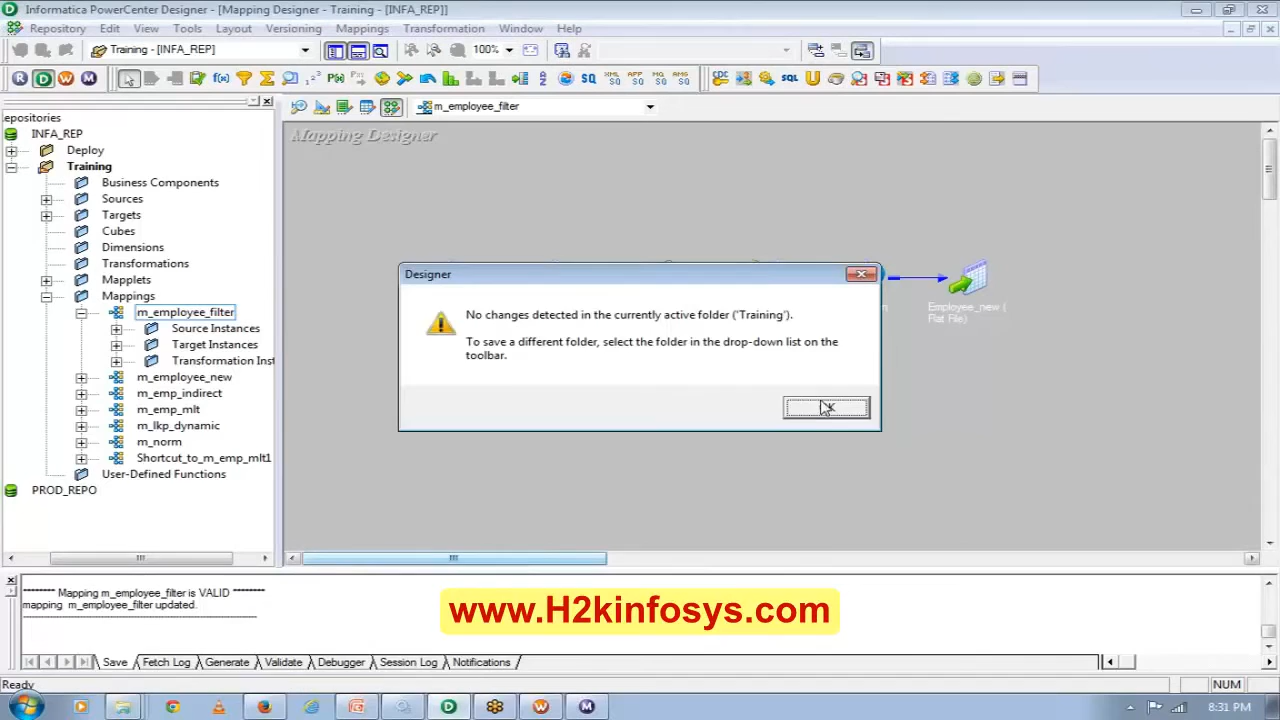 Informatica PowerCenter Designer - [Mapping Designer - Training - [INFA_REP]]
Repository Edit View Tools Layout Versioning Mappings Transformation Window Help
Training - [INFA_REP]
100%
m_employee_filter
Mapping Designer
epositories
INFA_REP
Deploy
Training
Business Components
Sources
Targets
Cubes
Dimensions
Transformations
Mapplets
Mappings
m_employee_filter
Source Instances
Target Instances
Transformation Inst
m_employee_new
m_emp_indirect
m_emp_mlt
m_lkp_dynamic
m_norm
Shortcut_to_m_emp_mlt1
User-Defined Functions
PROD_REPO
Designer
No changes detected in the currently active folder ('Training').
To save a different folder, select the folder in the drop-down list on the
toolbar.
Employee_new (
Flat File)
-------- Mapping m_employee_filter is VALID --------
mapping m_employee_filter updated.
www.H2kinfosys.com
Save Fetch Log Generate Validate Debugger Session Log Notifications
Ready
NUM
8:31 PM